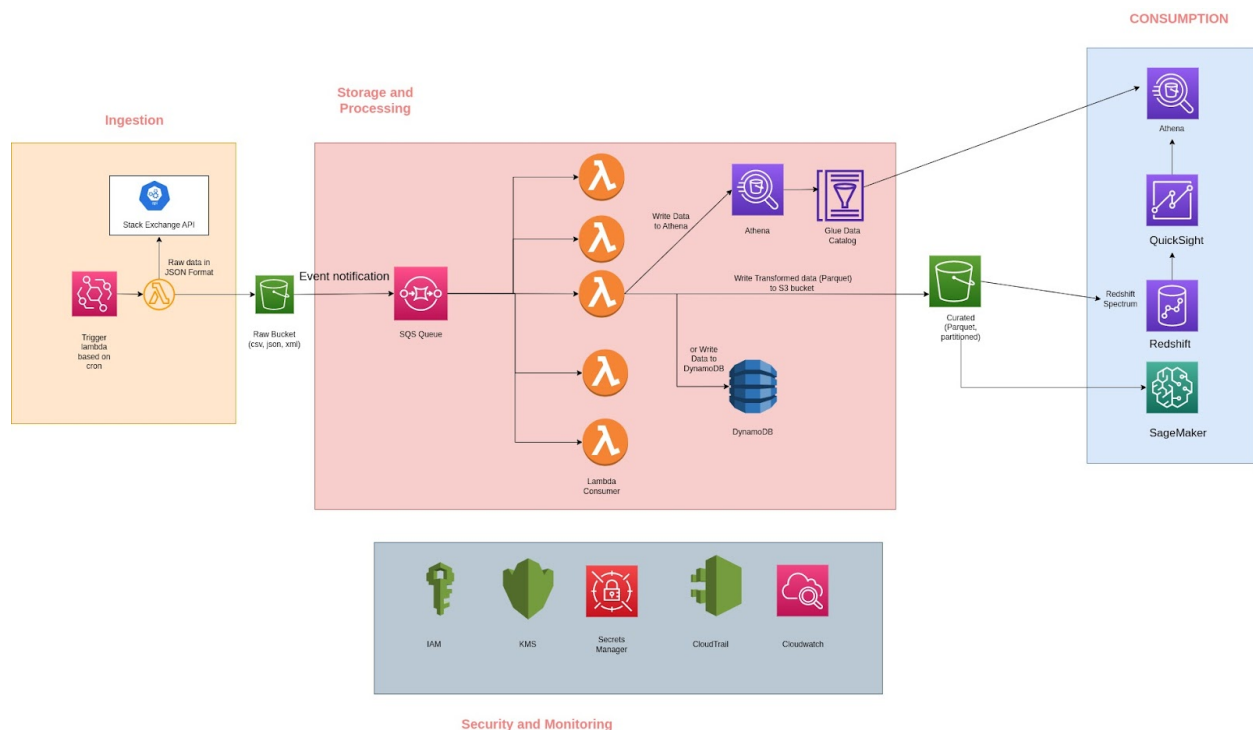 CONSUMPTION
Storage and
Processing
Ingestion
Stack Exchange API
Raw data in
JSON Format
Trigger
lambda
based on
cron
Raw Bucket
(csv, json, xml)
Event notification
SQS Queue
Lambda
Consumer
Write Data
to Athena
Athena
Glue Data
Catalog
Write Transformed data (Parquet)
to S3 bucket
or Write
Data to
DynamoDB
DynamoDB
Curated
(Parquet,
partitioned)
Redshift
Spectrum
Athena
QuickSight
Redshift
SageMaker
IAM
KMS
Secrets
Manager
CloudTrail
Cloudwatch
Security and Monitoring